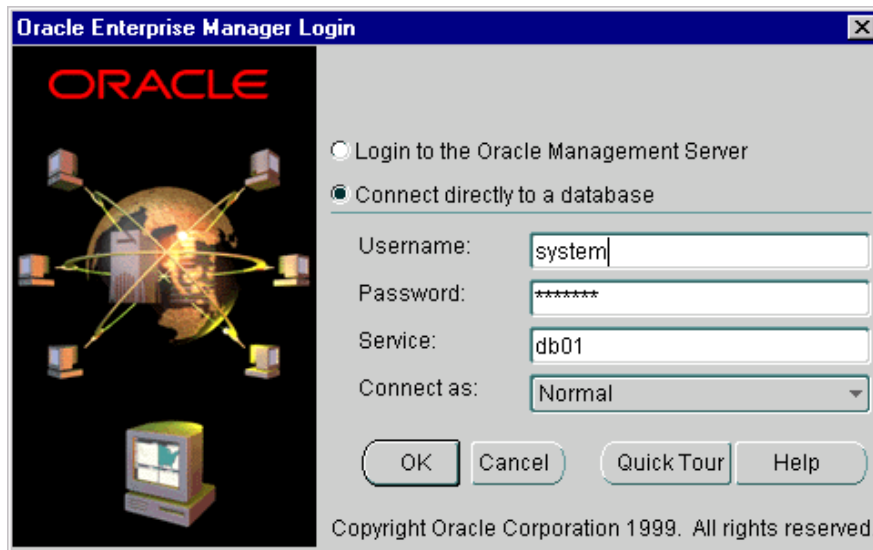 Oracle Enterprise Manager Login
ORACLE
Login to the Oracle Management Server
Connect directly to a database
Username: system
Password: *******
Service: db01
Connect as: Normal
OK Cancel Quick Tour Help
Copyright Oracle Corporation 1999. All rights reserved